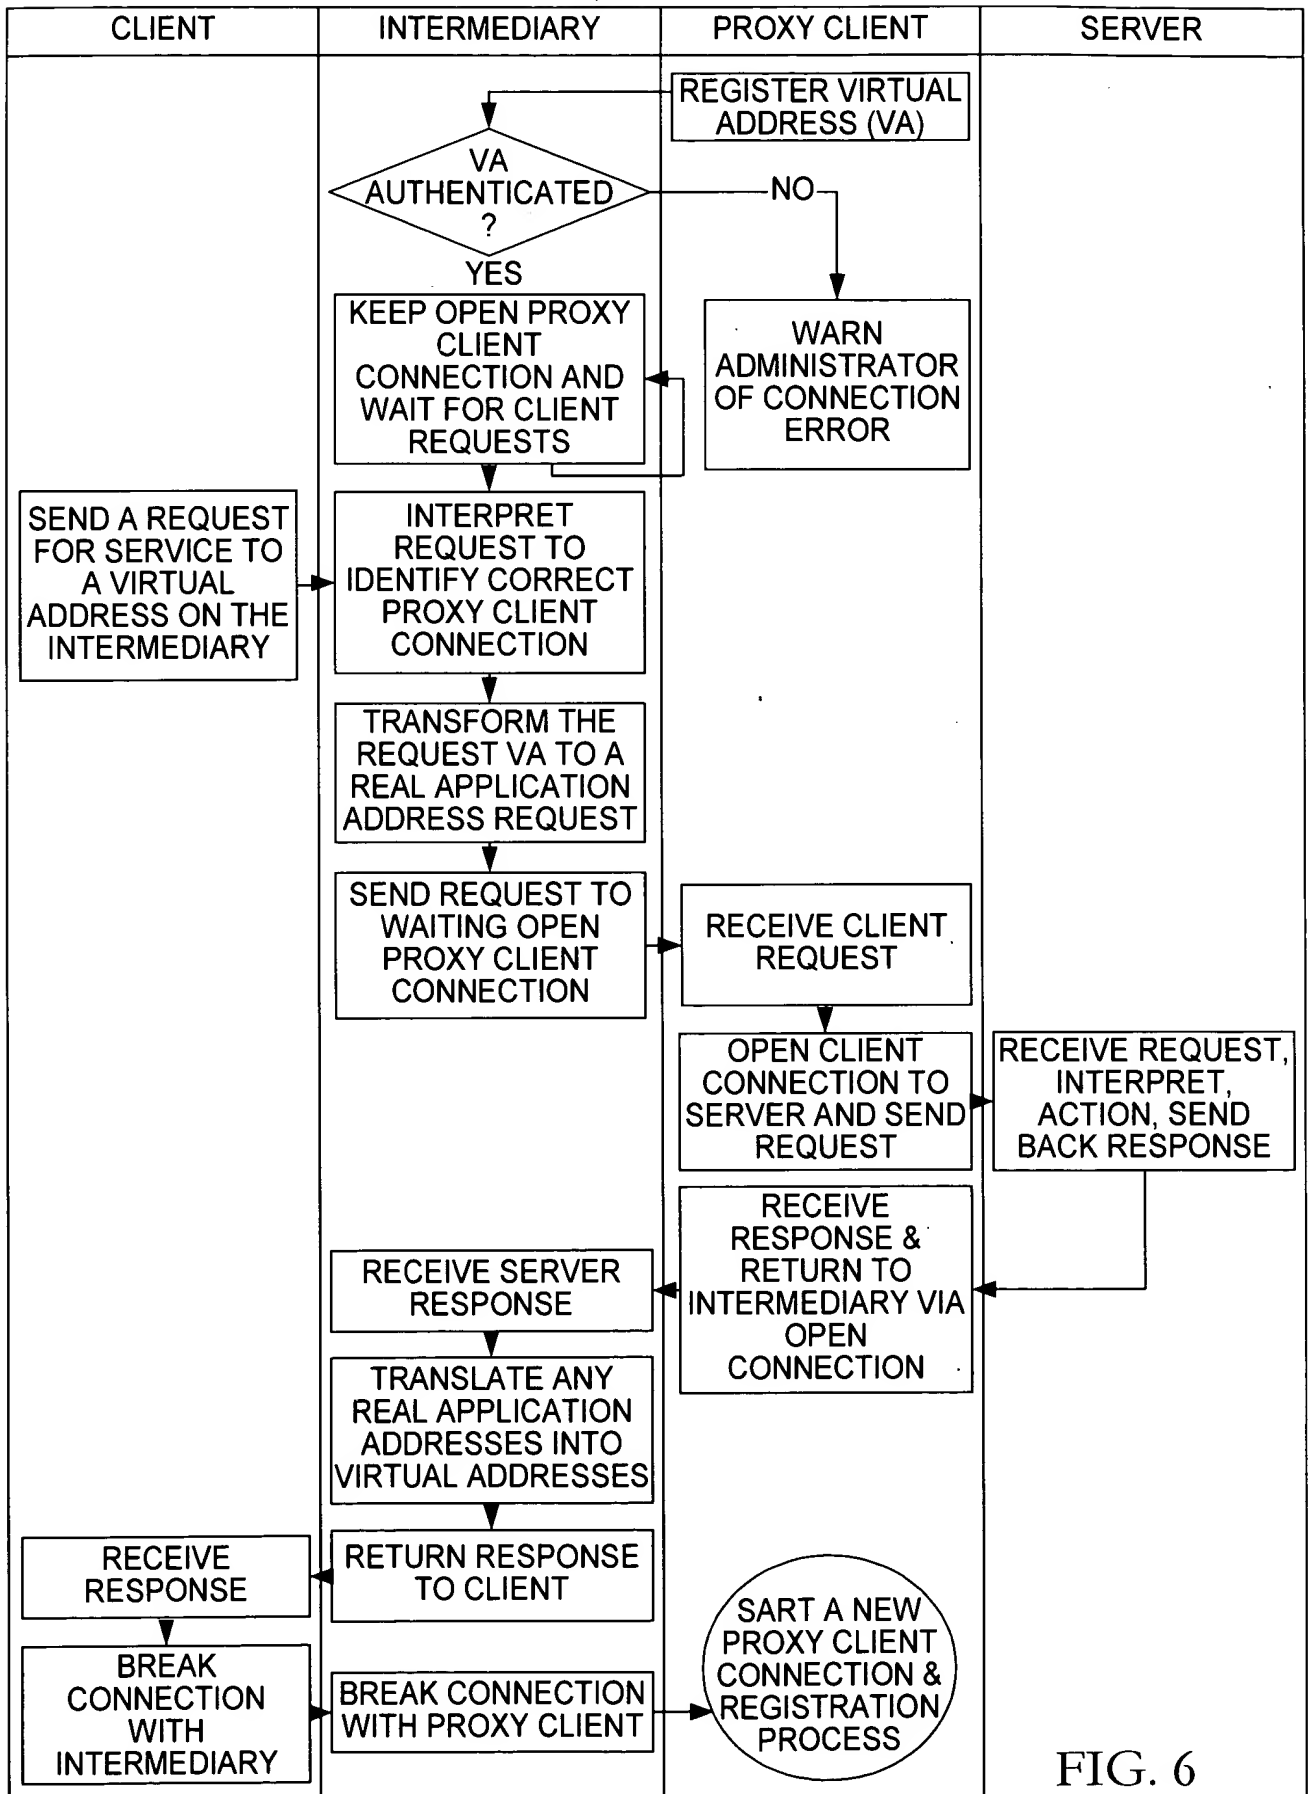 CLIENT
INTERMEDIARY
PROXY CLIENT
SERVER
REGISTER VIRTUAL
ADDRESS (VA)
VA
AUTHENTICATED
?
NO
YES
KEEP OPEN PROXY
CLIENT
CONNECTION AND
WAIT FOR CLIENT
REQUESTS
WARN
ADMINISTRATOR
OF CONNECTION
ERROR
SEND A REQUEST
FOR SERVICE TO
A VIRTUAL
ADDRESS ON THE
INTERMEDIARY
INTERPRET
REQUEST TO
IDENTIFY CORRECT
PROXY CLIENT
CONNECTION
TRANSFORM THE
REQUEST VA TO A
REAL APPLICATION
ADDRESS REQUEST
SEND REQUEST TO
WAITING OPEN
PROXY CLIENT
CONNECTION
RECEIVE CLIENT
REQUEST
OPEN CLIENT
CONNECTION TO
SERVER AND SEND
REQUEST
RECEIVE REQUEST,
INTERPRET,
ACTION, SEND
BACK RESPONSE
RECEIVE
RESPONSE &
RETURN TO
INTERMEDIARY VIA
OPEN
CONNECTION
RECEIVE SERVER
RESPONSE
TRANSLATE ANY
REAL APPLICATION
ADDRESSES INTO
VIRTUAL ADDRESSES
RETURN RESPONSE
TO CLIENT
RECEIVE
RESPONSE
BREAK
CONNECTION
WITH
INTERMEDIARY
BREAK CONNECTION
WITH PROXY CLIENT
SART A NEW
PROXY CLIENT
CONNECTION &
REGISTRATION
PROCESS
FIG. 6